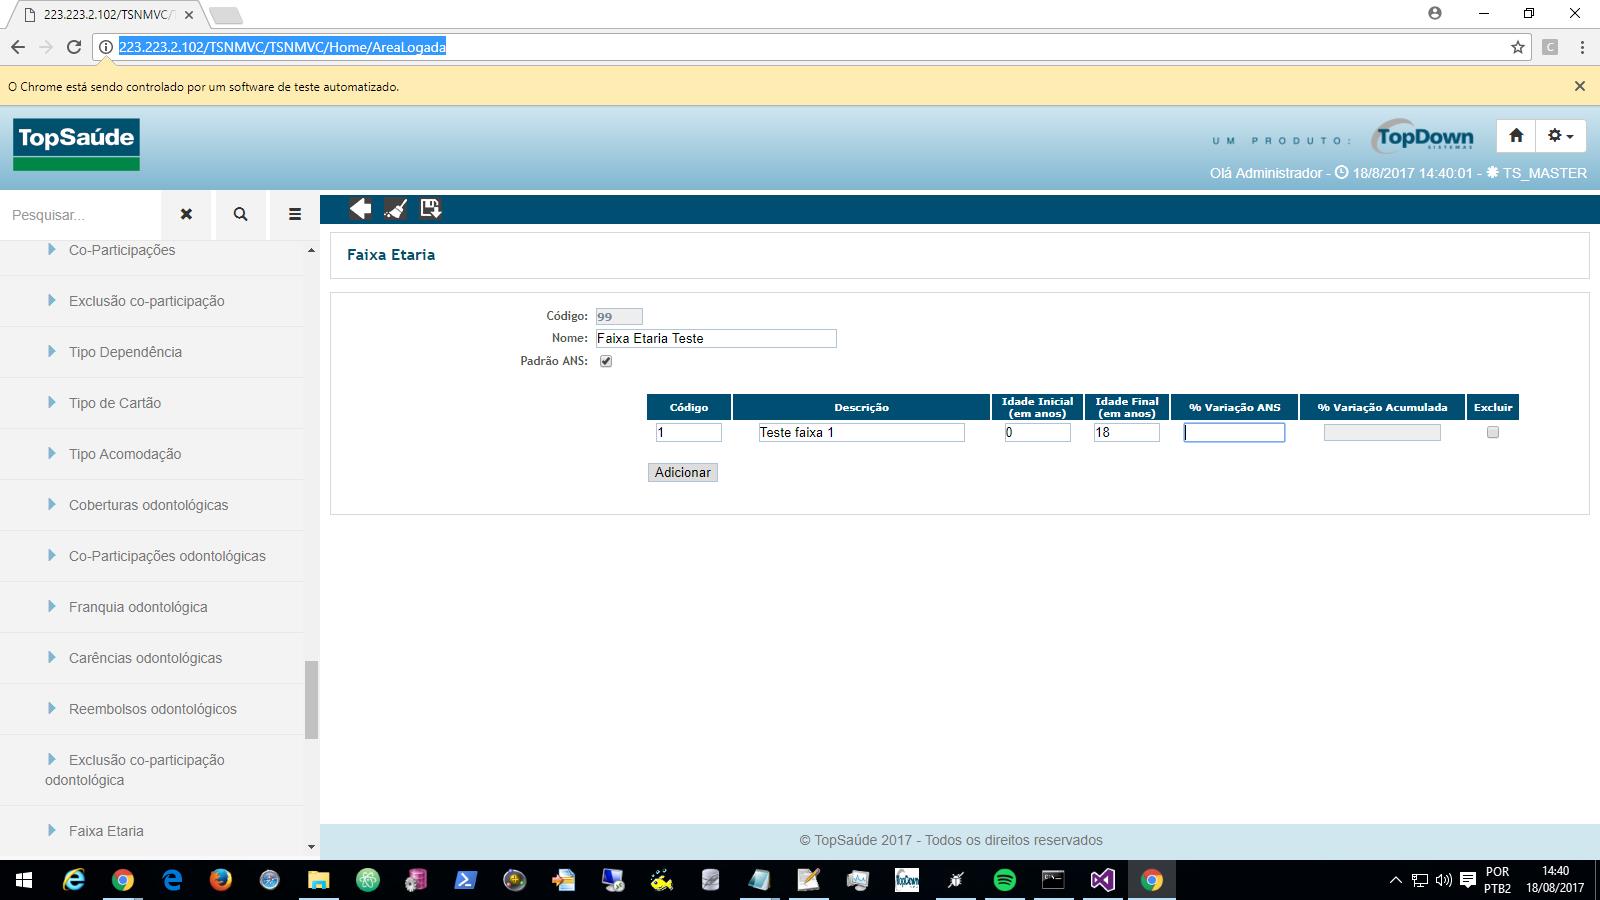 223.223.2.102/TSNMVC/T
223.223.2.102/TSNMVC/TSNMVC/Home/AreaLogada
C
O Chrome está sendo controlado por um software de teste automatizado.
TopSaúde
UM PRODUTO:
TopDown
SISTEMAS
Olá Administrador - 18/8/2017 14:40:01 - TS_MASTER
Pesquisar...
Co-Participações
Exclusão co-participação
Tipo Dependência
Tipo de Cartão
Tipo Acomodação
Coberturas odontológicas
Co-Participações odontológicas
Franquia odontológica
Carências odontológicas
Reembolsos odontológicos
Exclusão co-participação
odontológica
Faixa Etaria
Faixa Etaria
Código: 99
Nome: Faixa Etaria Teste
Padrão ANS:
Código Descrição Idade Inicial (em anos) Idade Final (em anos) % Variação ANS % Variação Acumulada Excluir
1 Teste faixa 1 0 18
Adicionar
© TopSaúde 2017 - Todos os direitos reservados
TopDown
POR
PTB2
14:40
18/08/2017